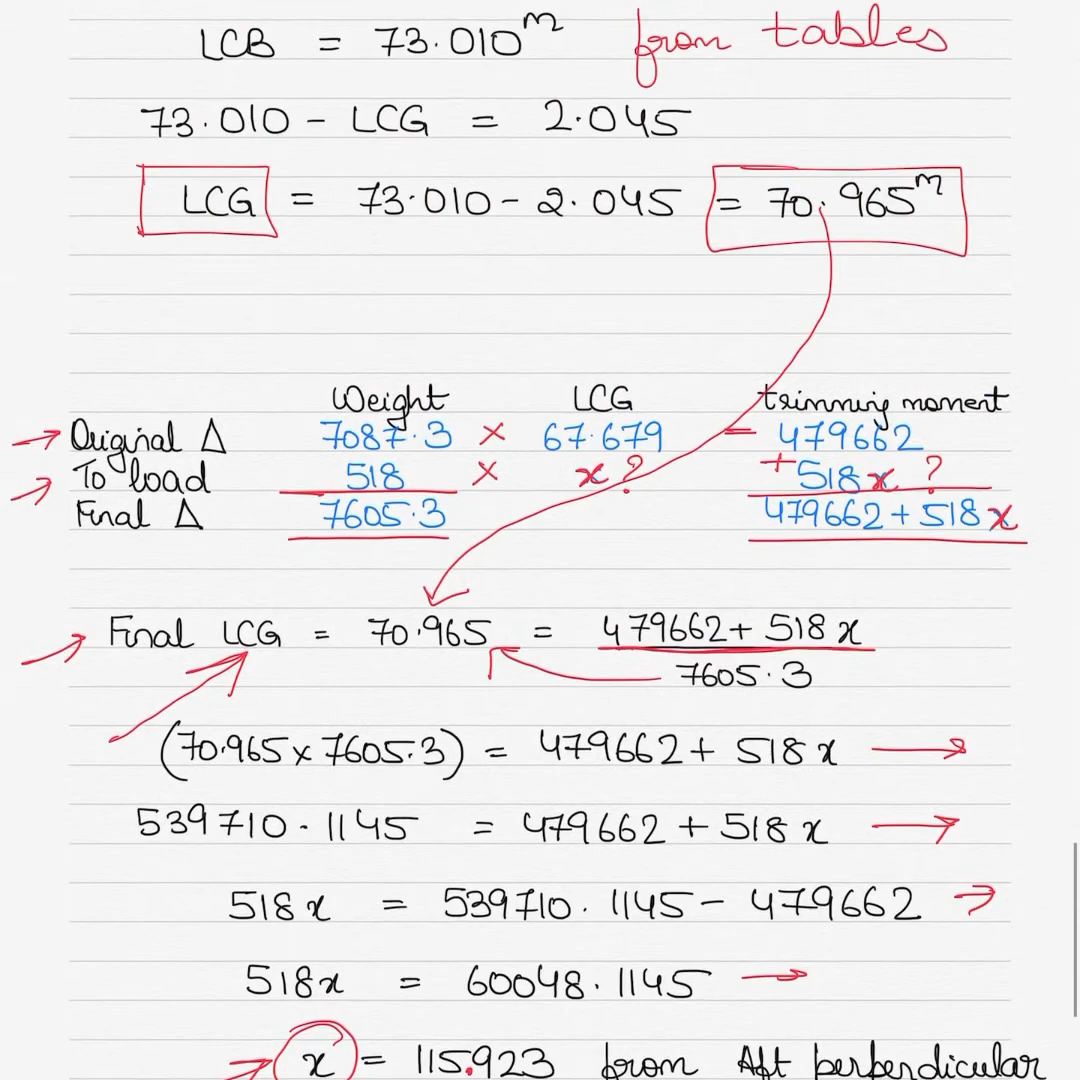 LCB = 73.010ᵐ from tables
73.010 - LCG = 2.045
LCG = 73.010 - 2.045 = 70.965ᵐ
Weight LCG trimming moment
Original Δ 7087.3 × 67.679 = 479662
To load 518 × x ? + 518x ?
Final Δ 7605.3 479662 + 518x
Final LCG = 70.965 = 479662 + 518x
7605.3
(70.965 × 7605.3) = 479662 + 518x →
539710.1145 = 479662 + 518x →
518x = 539710.1145 - 479662 →
518x = 60048.1145 →
→ x = 115.923 from Aft perpendicular